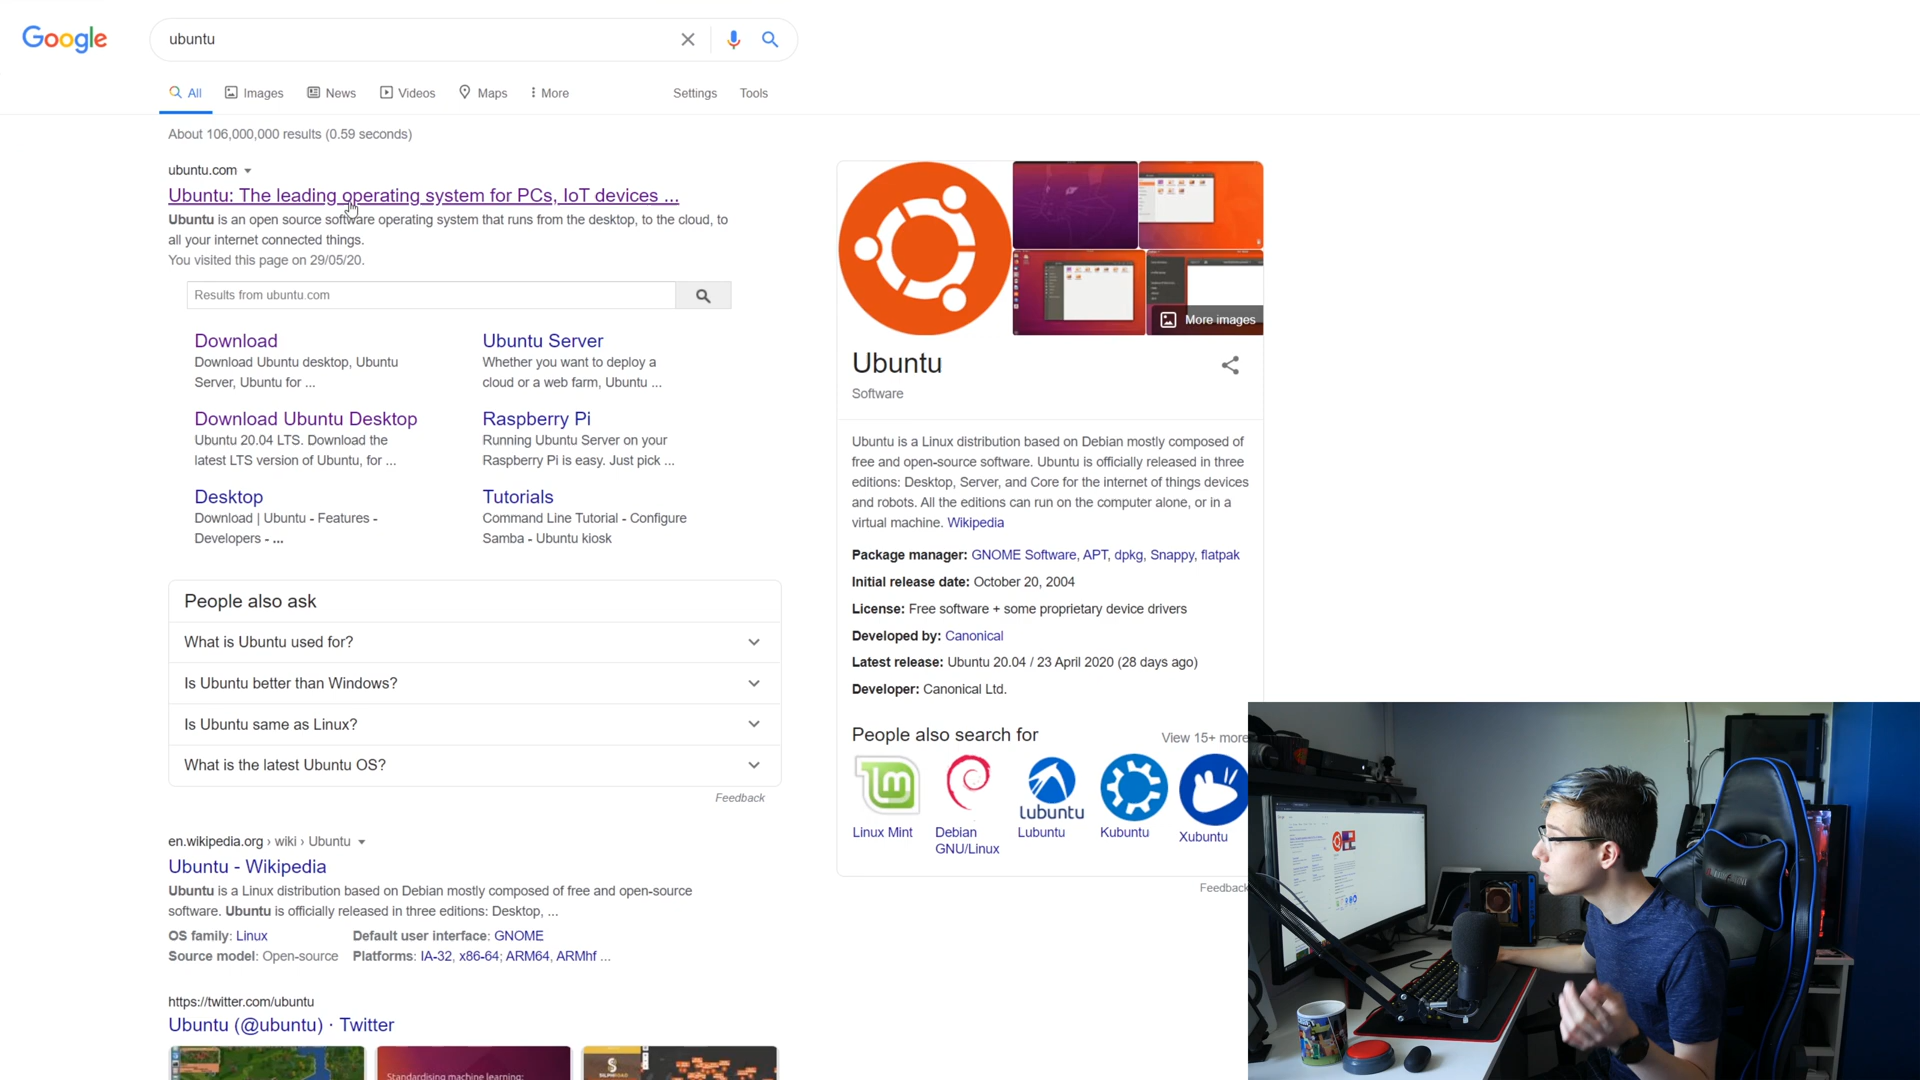 Google
ubuntu
All
Images
News
Videos
Maps
More
Settings
Tools
About 106,000,000 results (0.59 seconds)
ubuntu.com
Ubuntu: The leading operating system for PCs, IoT devices ...
Ubuntu is an open source software operating system that runs from the desktop, to the cloud, to
all your internet connected things.
You visited this page on 29/05/20.
Results from ubuntu.com
Download
Download Ubuntu desktop, Ubuntu
Server, Ubuntu for ...
Ubuntu Server
Whether you want to deploy a
cloud or a web farm, Ubuntu ...
Download Ubuntu Desktop
Ubuntu 20.04 LTS. Download the
latest LTS version of Ubuntu, for ...
Raspberry Pi
Running Ubuntu Server on your
Raspberry Pi is easy. Just pick ...
Desktop
Download | Ubuntu - Features -
Developers - ...
Tutorials
Command Line Tutorial - Configure
Samba - Ubuntu kiosk
People also ask
What is Ubuntu used for?
Is Ubuntu better than Windows?
Is Ubuntu same as Linux?
What is the latest Ubuntu OS?
Feedback
en.wikipedia.org › wiki › Ubuntu
Ubuntu - Wikipedia
Ubuntu is a Linux distribution based on Debian mostly composed of free and open-source
software. Ubuntu is officially released in three editions: Desktop, ...
OS family: Linux
Default user interface: GNOME
Source model: Open-source
Platforms: IA-32, x86-64; ARM64, ARMhf ...
https://twitter.com/ubuntu
Ubuntu (@ubuntu) · Twitter
Standardising machine learning:
More images
Ubuntu
Software
Ubuntu is a Linux distribution based on Debian mostly composed of
free and open-source software. Ubuntu is officially released in three
editions: Desktop, Server, and Core for the internet of things devices
and robots. All the editions can run on the computer alone, or in a
virtual machine. Wikipedia
Package manager: GNOME Software, APT, dpkg, Snappy, flatpak
Initial release date: October 20, 2004
License: Free software + some proprietary device drivers
Developed by: Canonical
Latest release: Ubuntu 20.04 / 23 April 2020 (28 days ago)
Developer: Canonical Ltd.
People also search for
View 15+ more
lm
Lubuntu
Linux Mint
Debian
GNU/Linux
Lubuntu
Kubuntu
Xubuntu
Feedback